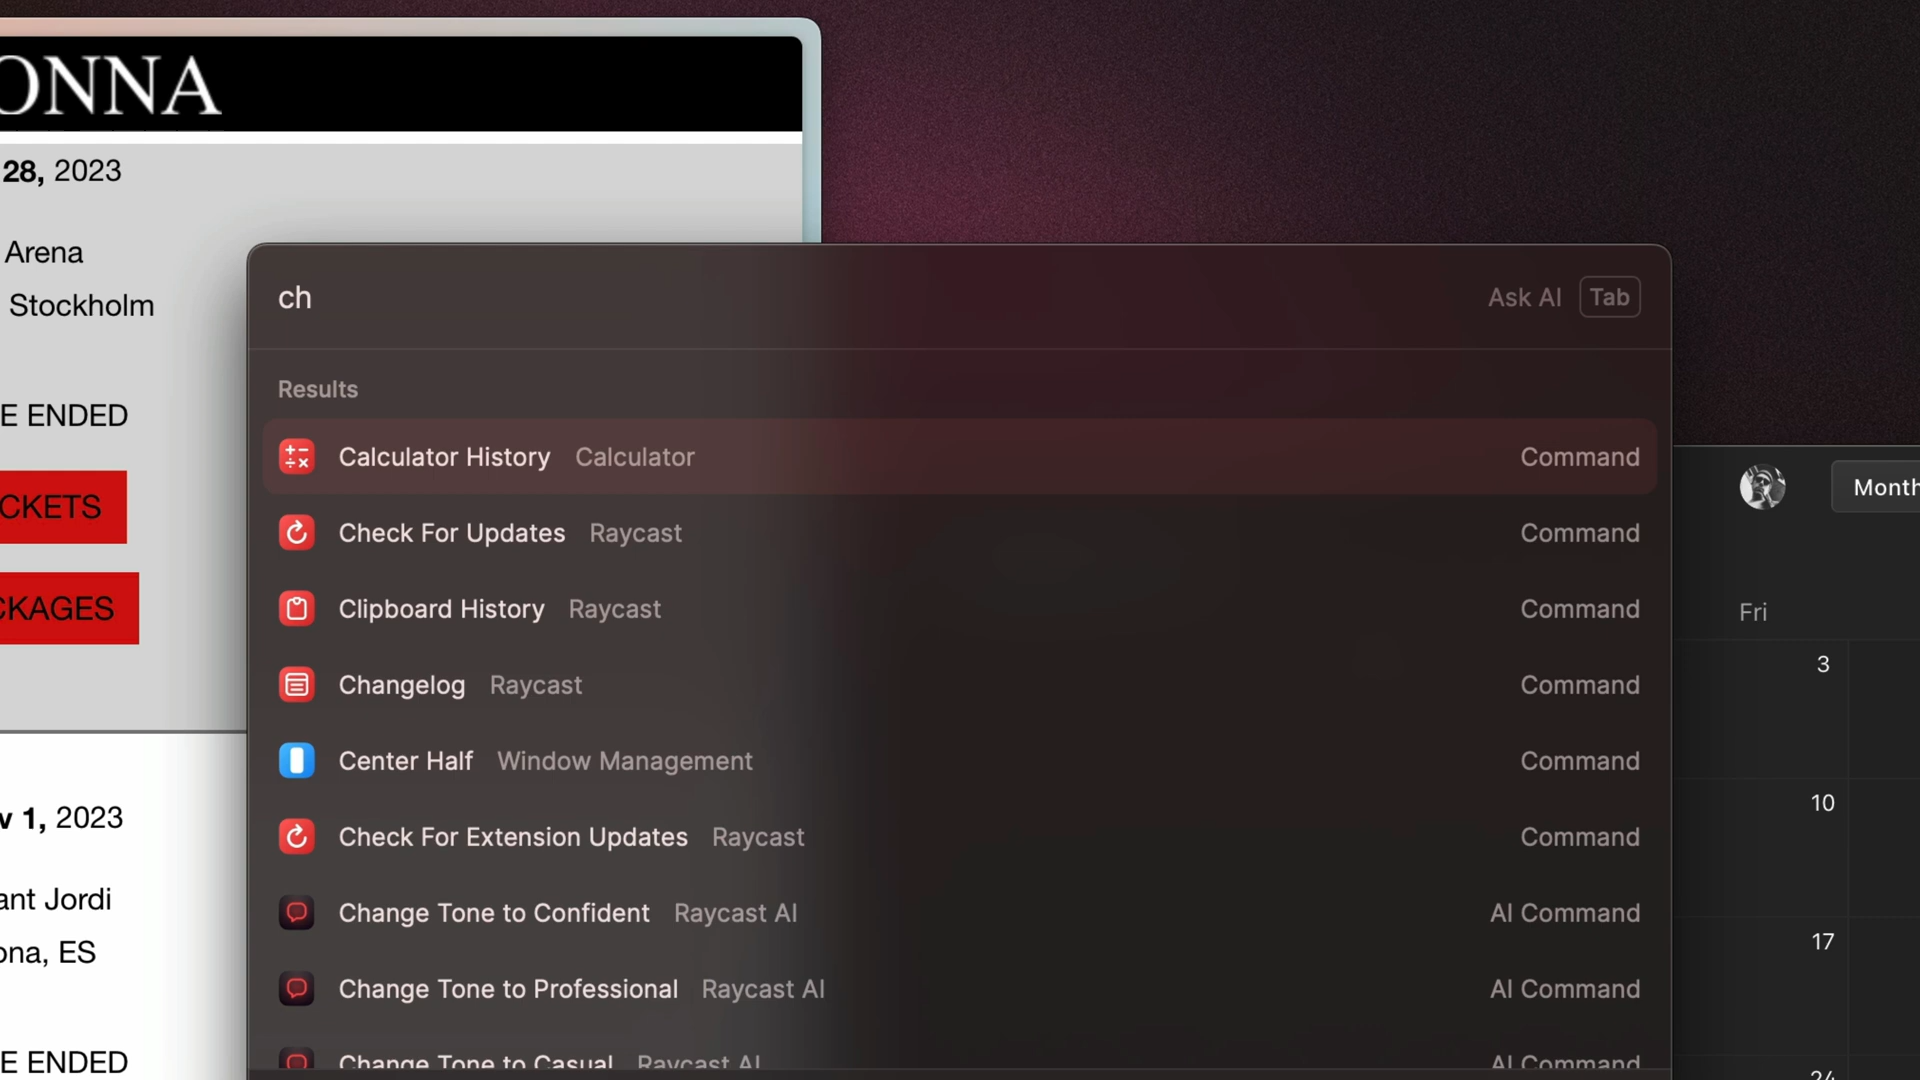 ONNA
28, 2023
Arena
Stockholm
E ENDED
CKETS
CKAGES
v 1, 2023
ant Jordi
ona, ES
E ENDED
ch
Ask AI Tab
Results
Calculator History Calculator Command
Check For Updates Raycast Command
Clipboard History Raycast Command
Changelog Raycast Command
Center Half Window Management Command
Check For Extension Updates Raycast Command
Change Tone to Confident Raycast AI AI Command
Change Tone to Professional Raycast AI AI Command
Change Tone to Casual Raycast AI AI Command
Month
Fri
3
10
17
24